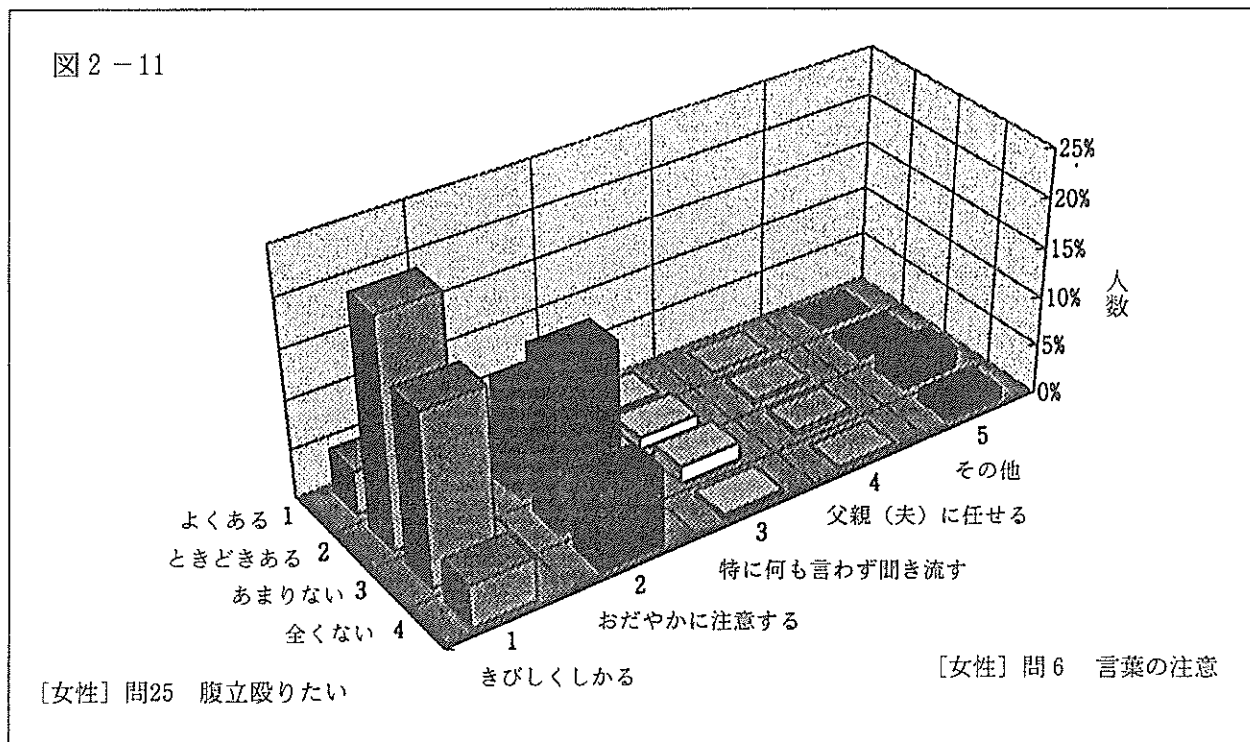 図2-11
25%
20%
15%
10%
5%
0%
人数
よくある 1
ときどきある 2
あまりない 3
全くない 4
1 きびしくしかる
2 おだやかに注意する
3 特に何も言わず聞き流す
4 父親(夫)に任せる
5 その他
[女性] 問25 腹立殴りたい
[女性] 問6 言葉の注意